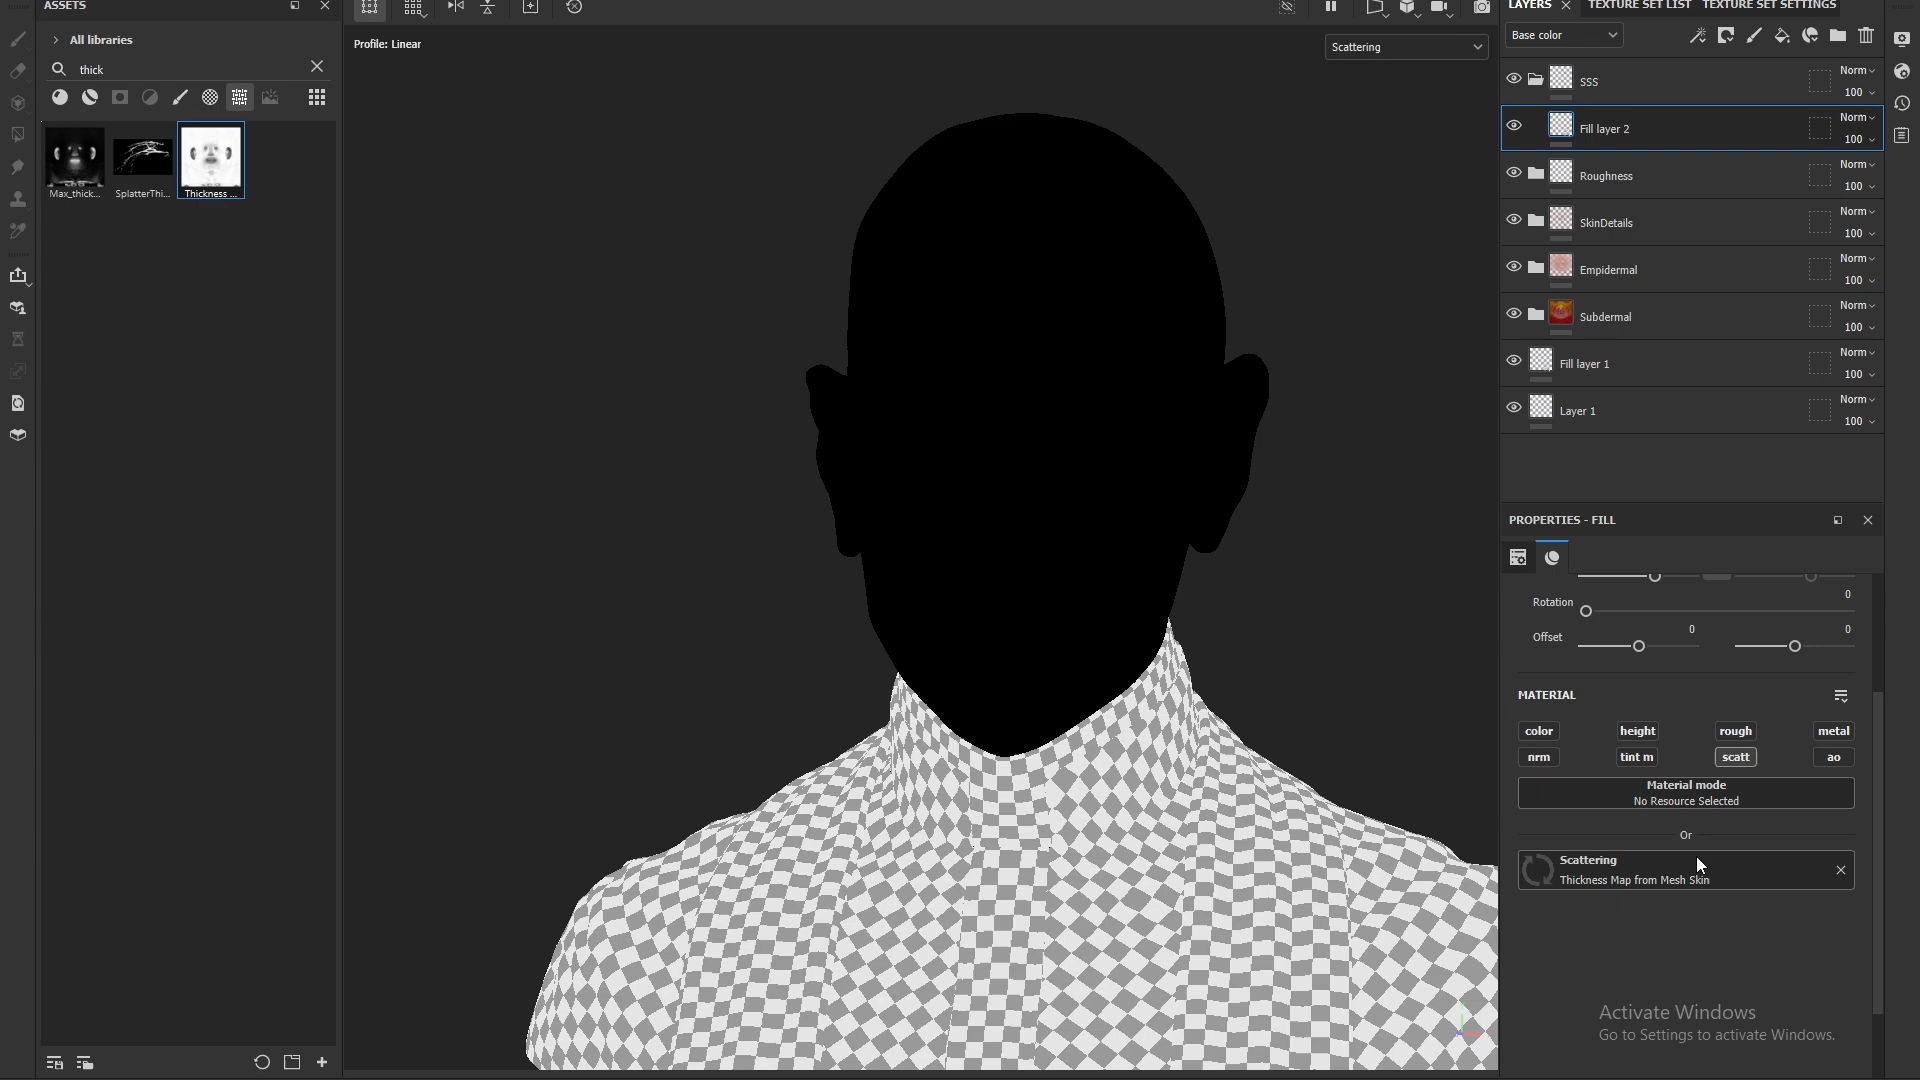 ASSETS
All libraries
thick
Max_thick...
SplatterThi...
Thickness ...
Profile: Linear
Scattering
LAYERS
TEXTURE SET LIST
TEXTURE SET SETTINGS
Base color
SSS
Norm
100
Fill layer 2
Norm
100
Roughness
Norm
100
SkinDetails
Norm
100
Empidermal
Norm
100
Subdermal
Norm
100
Fill layer 1
Norm
100
Layer 1
Norm
100
PROPERTIES - FILL
Rotation
0
Offset
0
0
MATERIAL
color
height
rough
metal
nrm
tint m
scatt
ao
Material mode
No Resource Selected
Or
Scattering
Thickness Map from Mesh Skin
Activate Windows
Go to Settings to activate Windows.